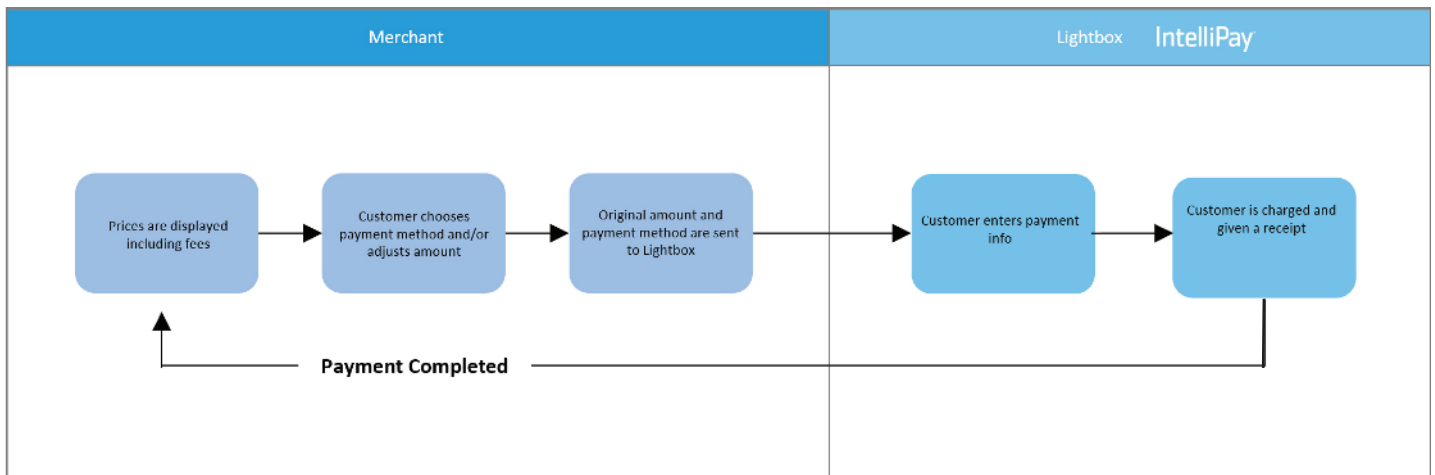 Merchant
Lightbox IntelliPay
Prices are displayed
including fees
Customer chooses
payment method and/or
adjusts amount
Original amount and
payment method are sent
to Lightbox
Customer enters payment
info
Customer is charged and
given a receipt
Payment Completed